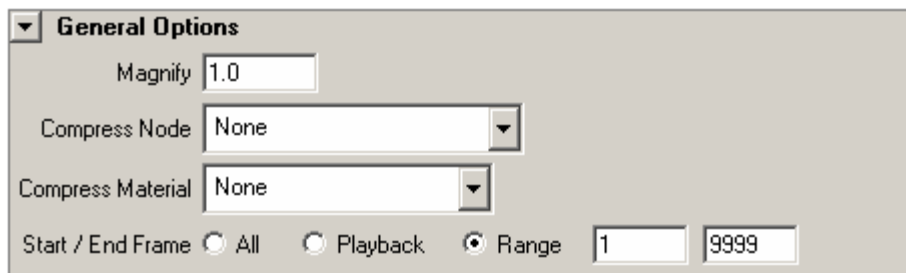 General Options
Magnify 1.0
Compress Node None
Compress Material None
Start / End Frame All Playback Range 1 9999